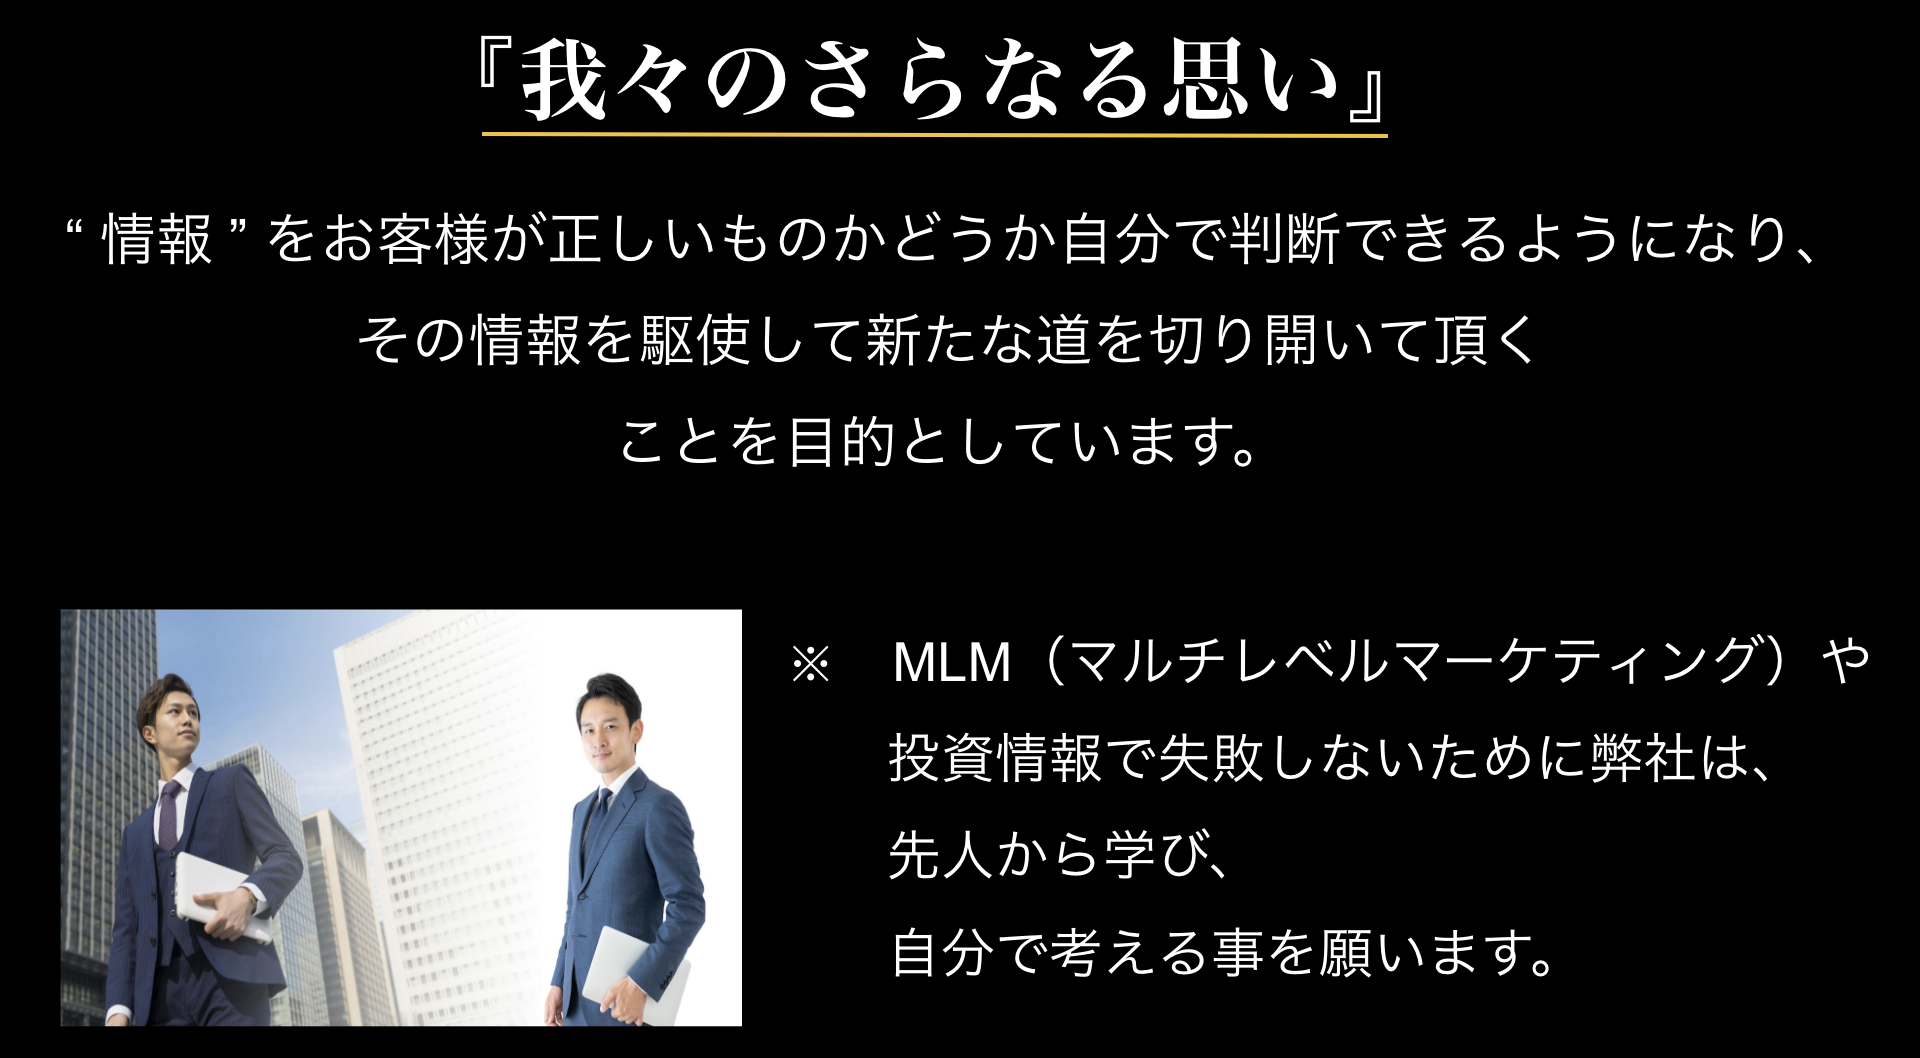 『我々のさらなる思い』
“ 情報 ” をお客様が正しいものかどうか自分で判断できるようになり、
その情報を駆使して新たな道を切り開いて頂く
ことを目的としています。
※　MLM（マルチレベルマーケティング）や
投資情報で失敗しないために弊社は、
先人から学び、
自分で考える事を願います。